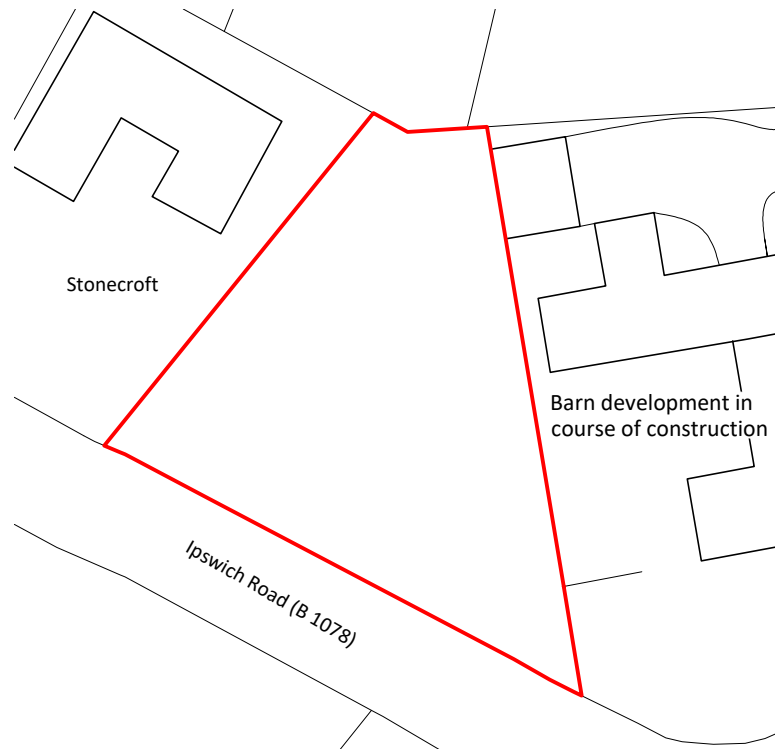 Stonecroft
Barn development in
course of construction
Ipswich Road (B 1078)